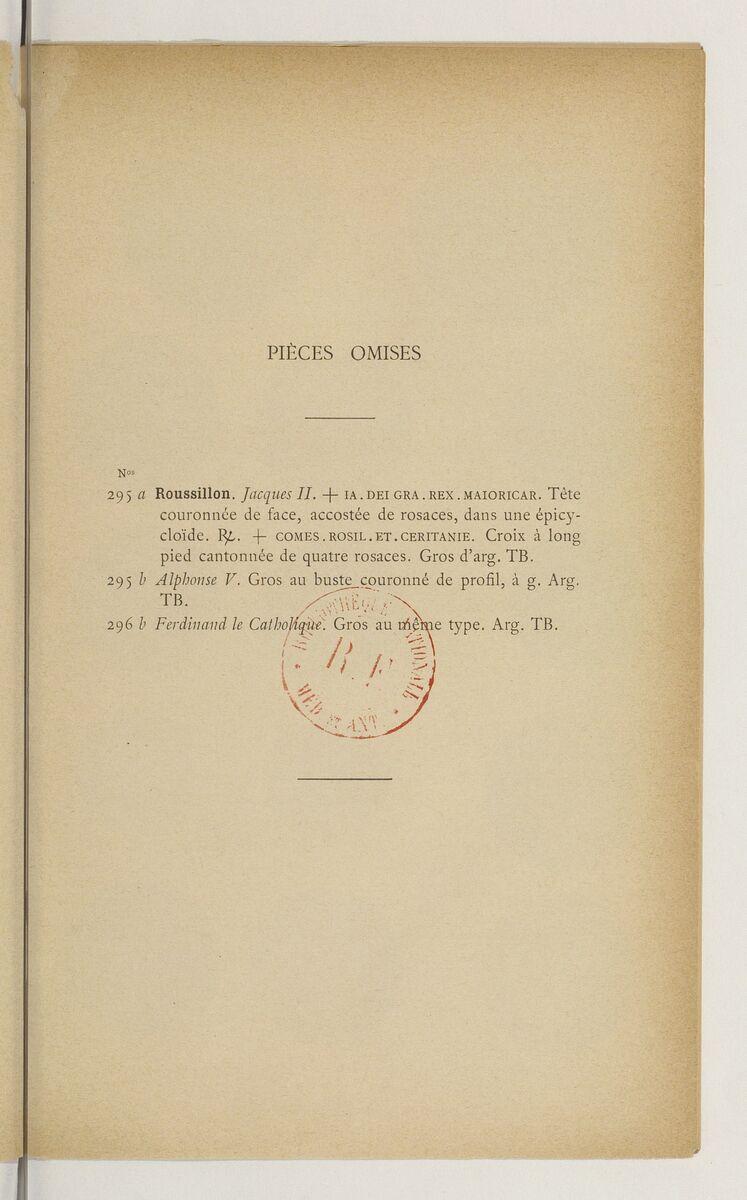 PIÈCES OMISES
Nos
295 a Roussillon. Jacques II. + IA.DEI GRA.REX.MAIORICAR. Tête
couronnée de face, accostée de rosaces, dans une épicy-
cloïde. ℞. + COMES.ROSIL.ET.CERITANIE. Croix à long
pied cantonnée de quatre rosaces. Gros d'arg. TB.
295 b Alphonse V. Gros au buste couronné de profil, à g. Arg.
TB.
296 b Ferdinand le Catholique. Gros au même type. Arg. TB.
MED ET ANT